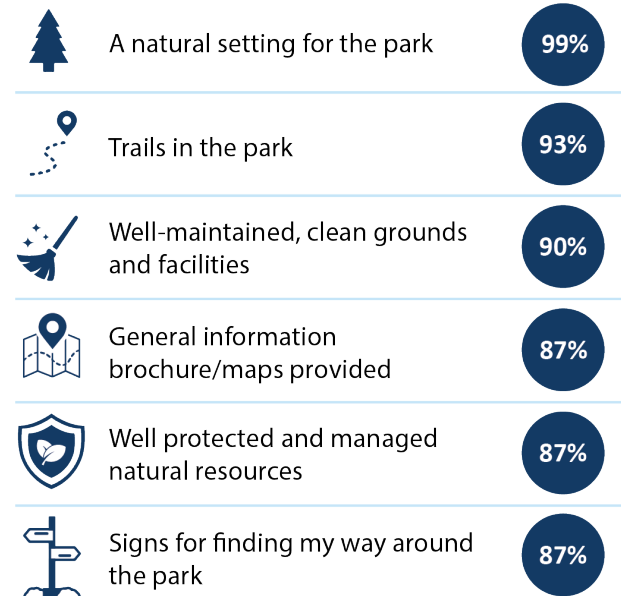 A natural setting for the park
99%
Trails in the park
93%
Well-maintained, clean grounds
and facilities
90%
General information
brochure/maps provided
87%
Well protected and managed
natural resources
87%
Signs for finding my way around
the park
87%